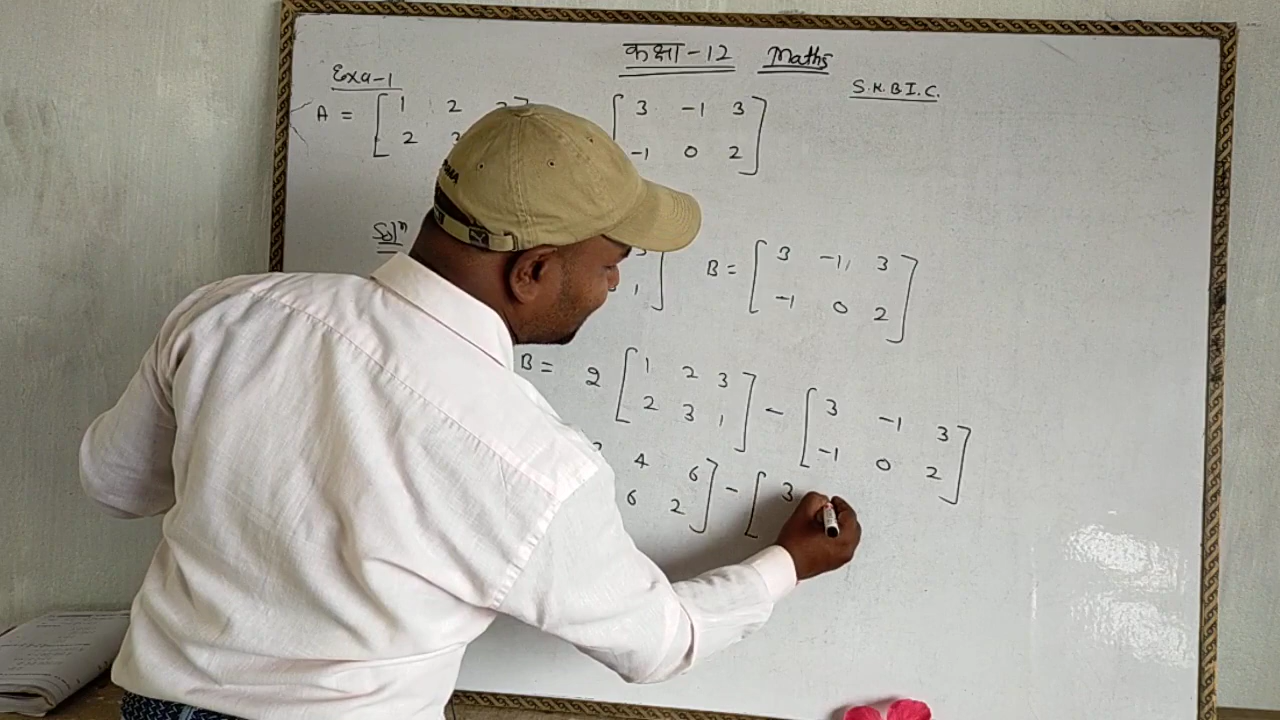 कक्षा-12 Maths
S.K.B.I.C.
Exa-1
A = [ 1 2
2
[ 3 -1 3
-1 0 2 ]
Solⁿ
1 ] B = [ 3 -1 3
-1 0 2 ]
B = 2 [ 1 2 3
2 3 1 ] - [ 3 -1 3
-1 0 2 ]
4 6
6 2 ] - [ 3